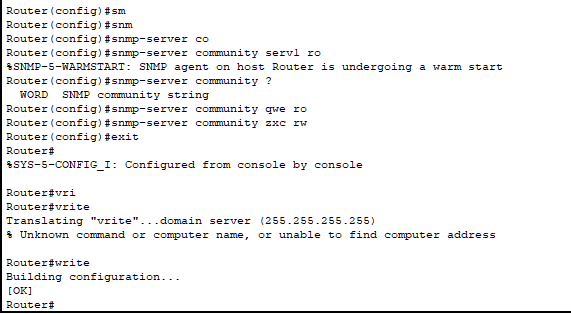 Router(config)#sm
Router(config)#snm
Router(config)#snmp-server co
Router(config)#snmp-server community serv1 ro
%SNMP-5-WARMSTART: SNMP agent on host Router is undergoing a warm start
Router(config)#snmp-server community ?
  WORD  SNMP community string
Router(config)#snmp-server community qwe ro
Router(config)#snmp-server community zxc rw
Router(config)#exit
Router#
%SYS-5-CONFIG_I: Configured from console by console
Router#vri
Router#vrite
Translating "vrite"...domain server (255.255.255.255)
% Unknown command or computer name, or unable to find computer address
Router#write
Building configuration...
[OK]
Router#